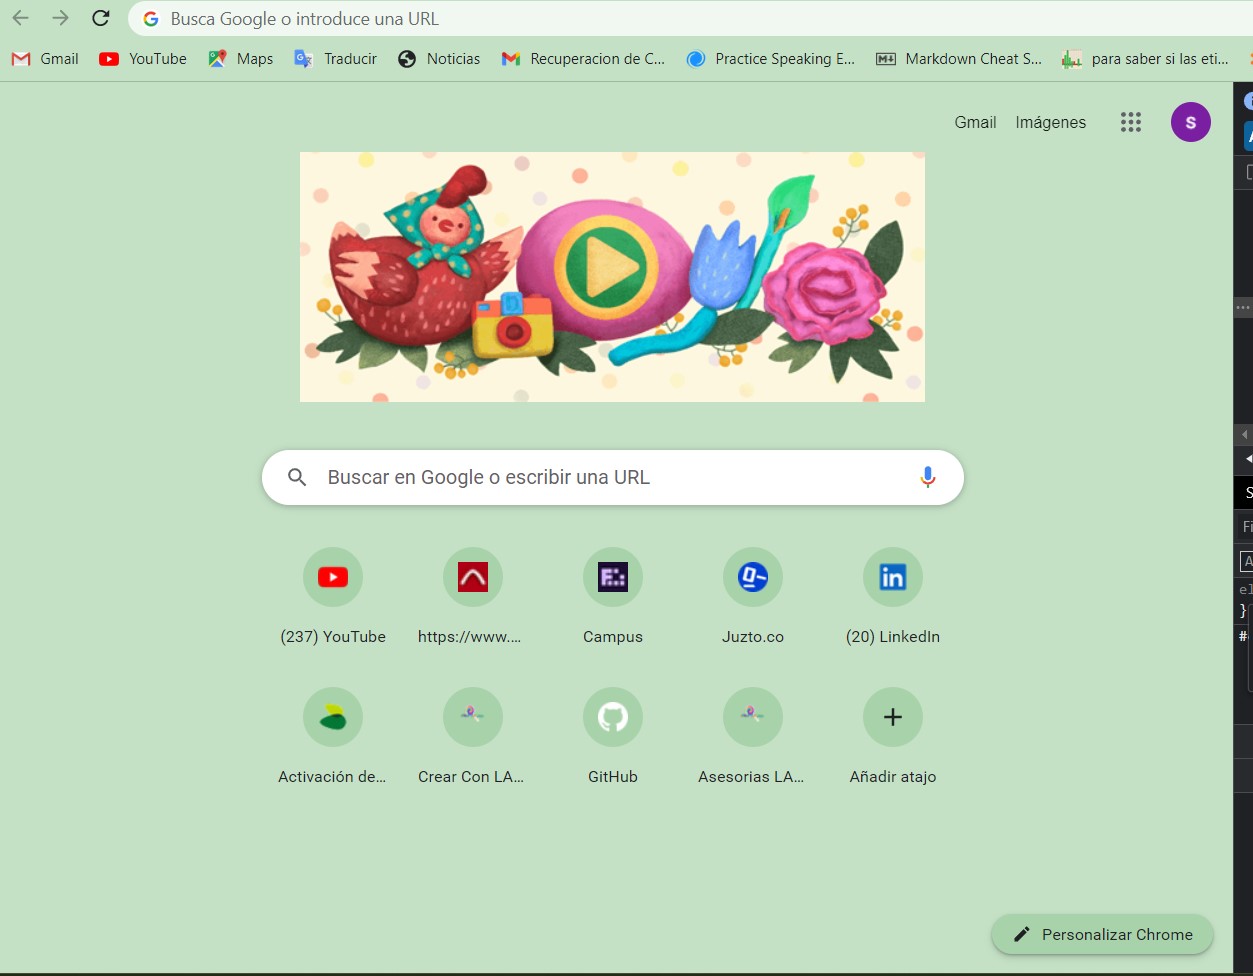 Busca Google o introduce una URL
Gmail YouTube Maps Traducir Noticias Recuperacion de C... Practice Speaking E... Markdown Cheat S... para saber si las eti...
Gmail Imágenes S
Buscar en Google o escribir una URL
(237) YouTube https://www.... Campus Juzto.co (20) LinkedIn
Activación de... Crear Con LA... GitHub Asesorias LA... Añadir atajo
Personalizar Chrome